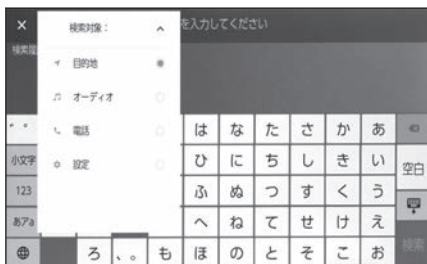 × 検索対象： を入力してください
検索履
目的地
オーディオ
電話
設定
゛゜ は な た さ か あ
小文字 ひ に ち し き い 空白
123 ふ ぬ つ す く う
あアa へ ね て せ け え
ろ 、。 も ほ の と そ こ お 検索